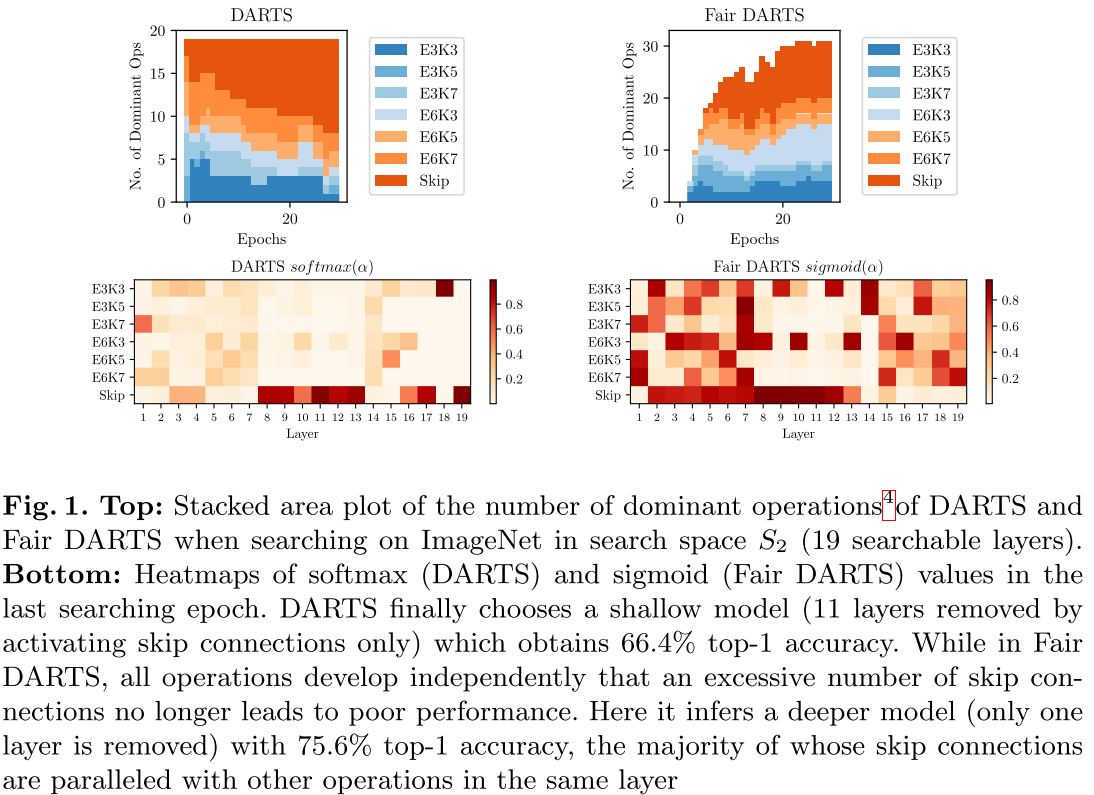 DARTS
No. of Dominant Ops
20
15
10
5
0
0 20
Epochs
E3K3
E3K5
E3K7
E6K3
E6K5
E6K7
Skip
Fair DARTS
No. of Dominant Ops
30
20
10
0
0 20
Epochs
E3K3
E3K5
E3K7
E6K3
E6K5
E6K7
Skip
DARTS softmax(α)
E3K3
E3K5
E3K7
E6K3
E6K5
E6K7
Skip
1 2 3 4 5 6 7 8 9 10 11 12 13 14 15 16 17 18 19
Layer
0.8
0.6
0.4
0.2
Fair DARTS sigmoid(α)
E3K3
E3K5
E3K7
E6K3
E6K5
E6K7
Skip
1 2 3 4 5 6 7 8 9 10 11 12 13 14 15 16 17 18 19
Layer
0.8
0.6
0.4
0.2
Fig. 1. Top: Stacked area plot of the number of dominant operations4of DARTS and
Fair DARTS when searching on ImageNet in search space S2 (19 searchable layers).
Bottom: Heatmaps of softmax (DARTS) and sigmoid (Fair DARTS) values in the
last searching epoch. DARTS finally chooses a shallow model (11 layers removed by
activating skip connections only) which obtains 66.4% top-1 accuracy. While in Fair
DARTS, all operations develop independently that an excessive number of skip con-
nections no longer leads to poor performance. Here it infers a deeper model (only one
layer is removed) with 75.6% top-1 accuracy, the majority of whose skip connections
are paralleled with other operations in the same layer